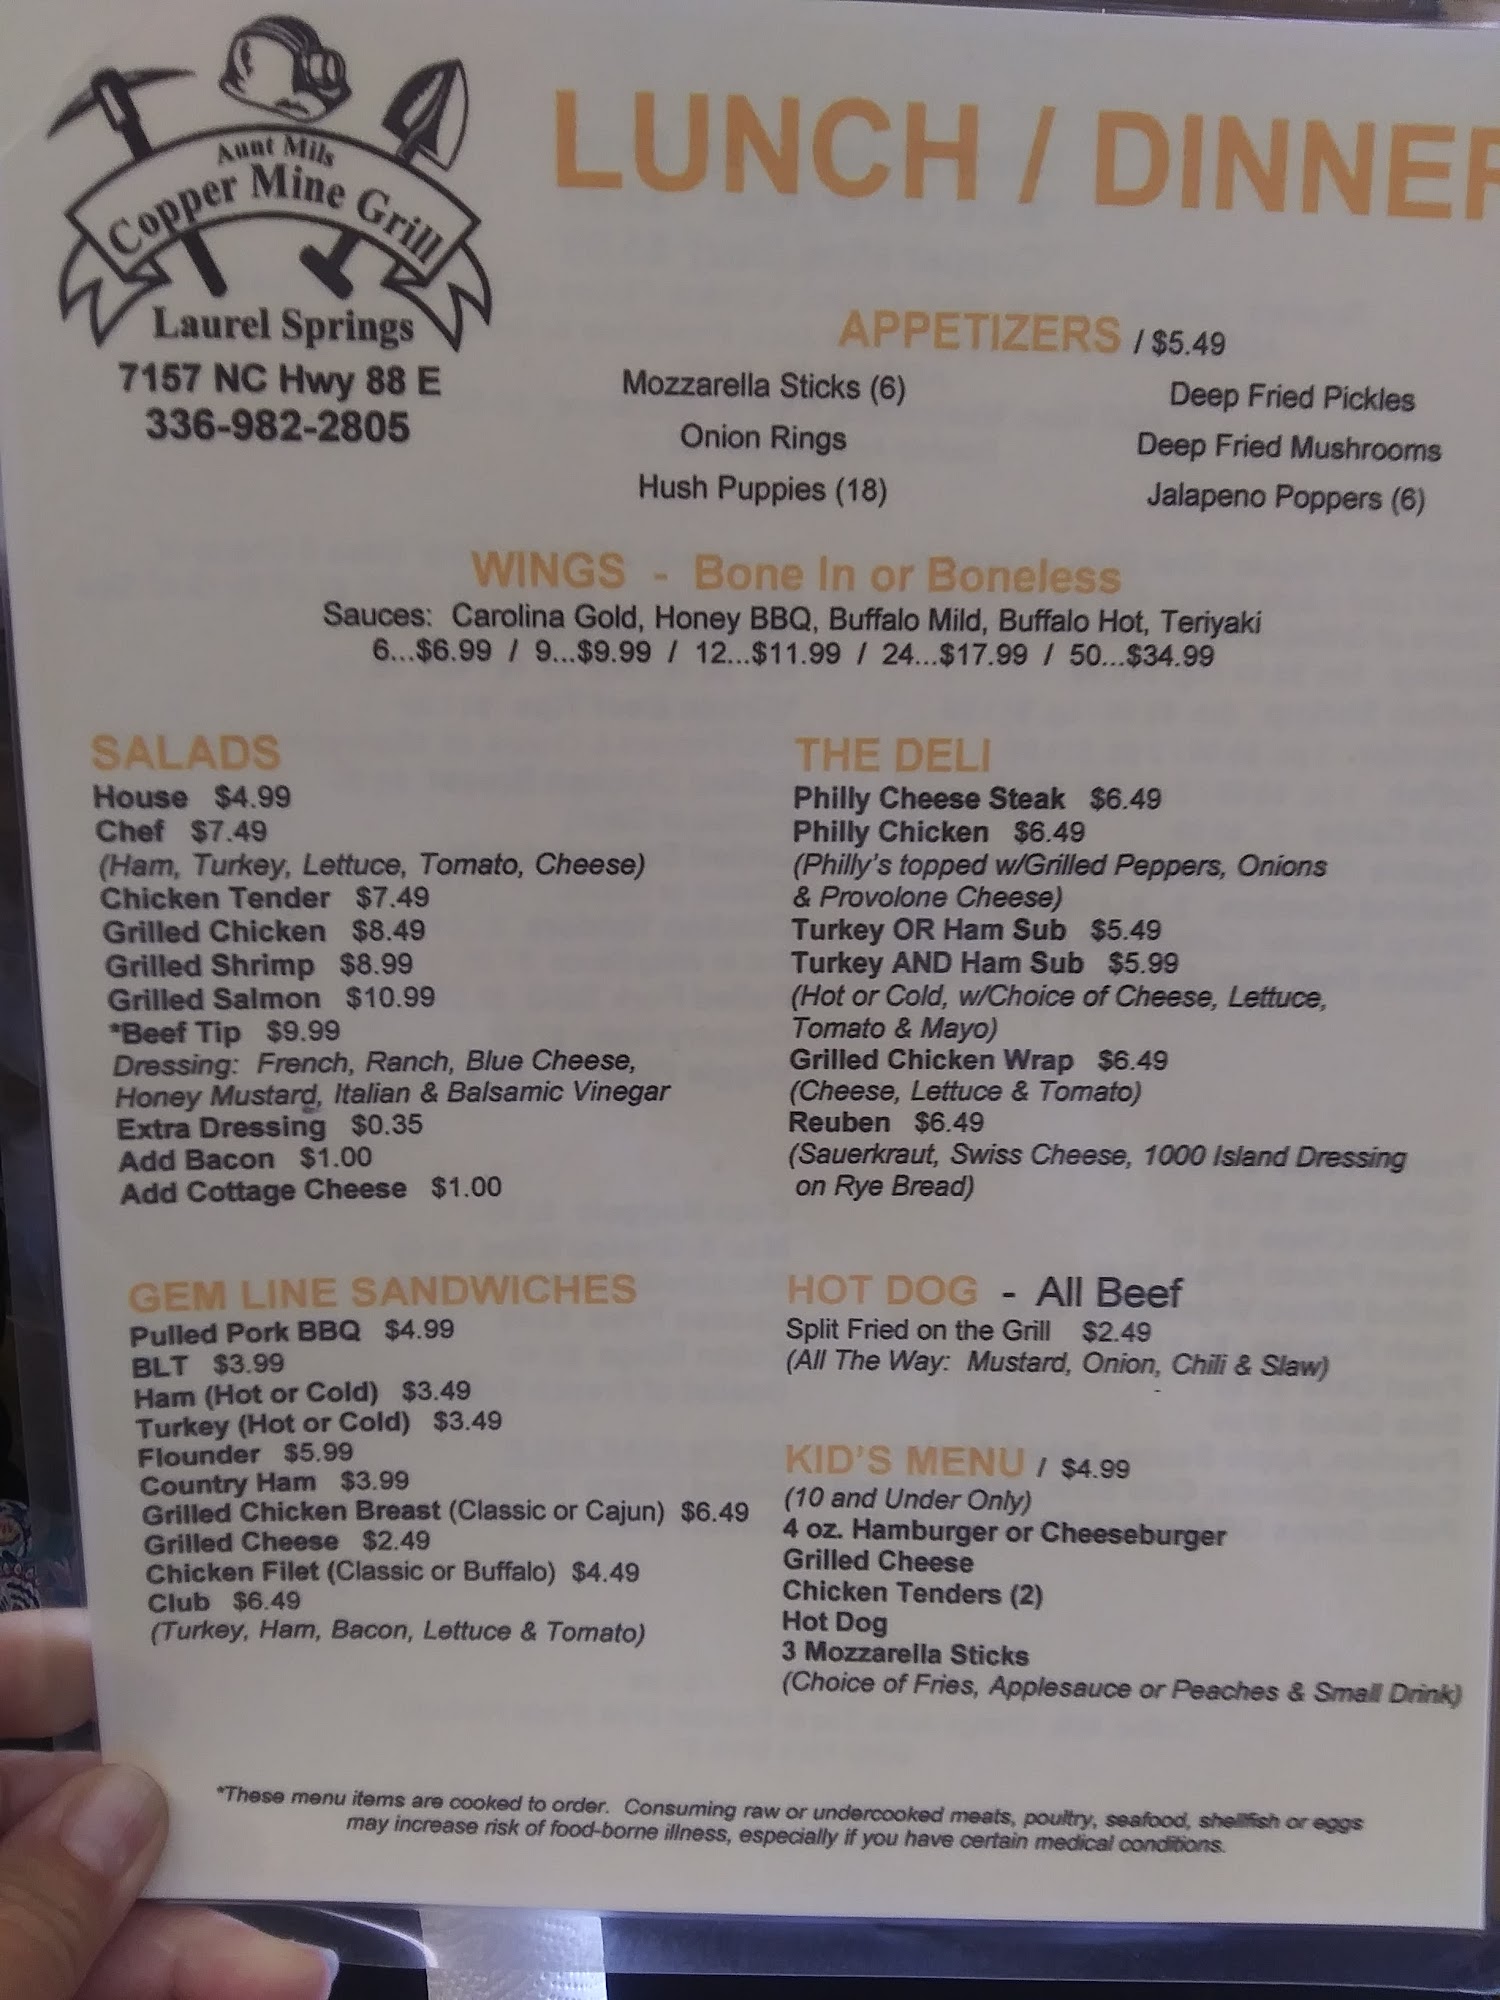 Aunt Mils
Copper Mine Grill
Laurel Springs
7157 NC Hwy 88 E
336-982-2805
LUNCH / DINNER
APPETIZERS / $5.49
Mozzarella Sticks (6)
Onion Rings
Hush Puppies (18)
Deep Fried Pickles
Deep Fried Mushrooms
Jalapeno Poppers (6)
WINGS - Bone In or Boneless
Sauces: Carolina Gold, Honey BBQ, Buffalo Mild, Buffalo Hot, Teriyaki
6...$6.99 / 9...$9.99 / 12...$11.99 / 24...$17.99 / 50...$34.99
SALADS
House $4.99
Chef $7.49
(Ham, Turkey, Lettuce, Tomato, Cheese)
Chicken Tender $7.49
Grilled Chicken $8.49
Grilled Shrimp $8.99
Grilled Salmon $10.99
*Beef Tip $9.99
Dressing: French, Ranch, Blue Cheese,
Honey Mustard, Italian & Balsamic Vinegar
Extra Dressing $0.35
Add Bacon $1.00
Add Cottage Cheese $1.00
GEM LINE SANDWICHES
Pulled Pork BBQ $4.99
BLT $3.99
Ham (Hot or Cold) $3.49
Turkey (Hot or Cold) $3.49
Flounder $5.99
Country Ham $3.99
Grilled Chicken Breast (Classic or Cajun) $6.49
Grilled Cheese $2.49
Chicken Filet (Classic or Buffalo) $4.49
Club $6.49
(Turkey, Ham, Bacon, Lettuce & Tomato)
THE DELI
Philly Cheese Steak $6.49
Philly Chicken $6.49
(Philly's topped w/Grilled Peppers, Onions
& Provolone Cheese)
Turkey OR Ham Sub $5.49
Turkey AND Ham Sub $5.99
(Hot or Cold, w/Choice of Cheese, Lettuce,
Tomato & Mayo)
Grilled Chicken Wrap $6.49
(Cheese, Lettuce & Tomato)
Reuben $6.49
(Sauerkraut, Swiss Cheese, 1000 Island Dressing
on Rye Bread)
HOT DOG - All Beef
Split Fried on the Grill $2.49
(All The Way: Mustard, Onion, Chili & Slaw)
KID'S MENU / $4.99
(10 and Under Only)
4 oz. Hamburger or Cheeseburger
Grilled Cheese
Chicken Tenders (2)
Hot Dog
3 Mozzarella Sticks
(Choice of Fries, Applesauce or Peaches & Small Drink)
*These menu items are cooked to order. Consuming raw or undercooked meats, poultry, seafood, shellfish or eggs
may increase risk of food-borne illness, especially if you have certain medical conditions.